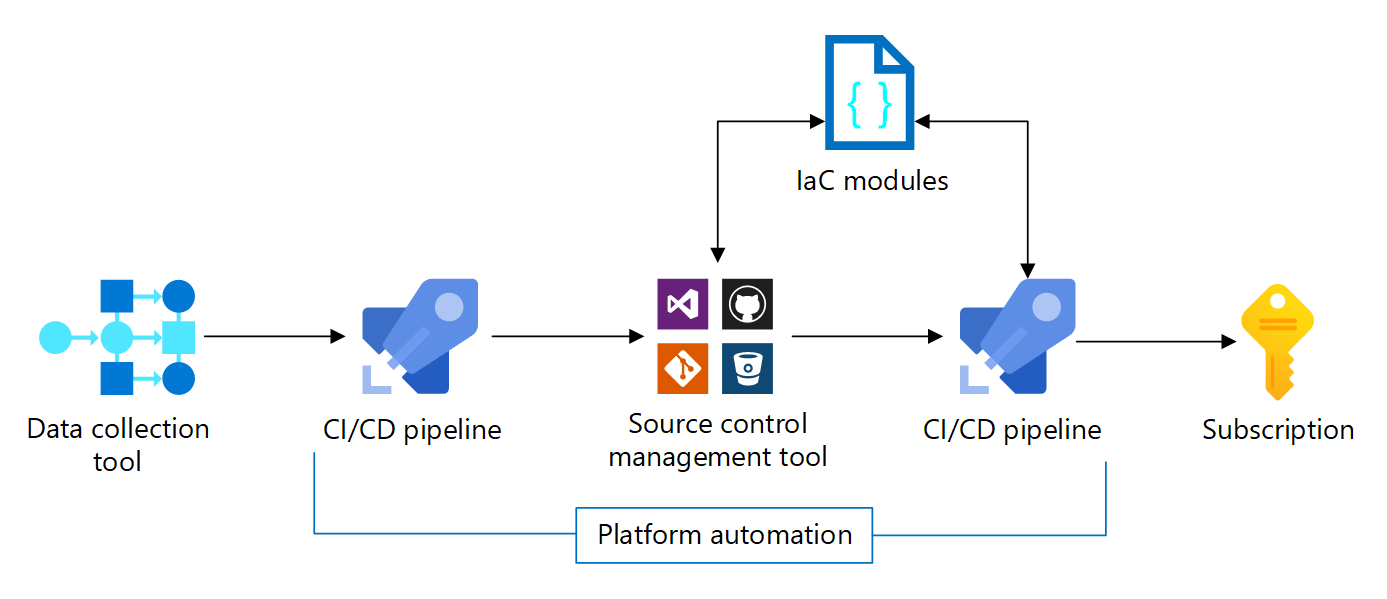 { }
IaC modules
Data collection
tool
CI/CD pipeline
Source control
management tool
CI/CD pipeline
Subscription
Platform automation